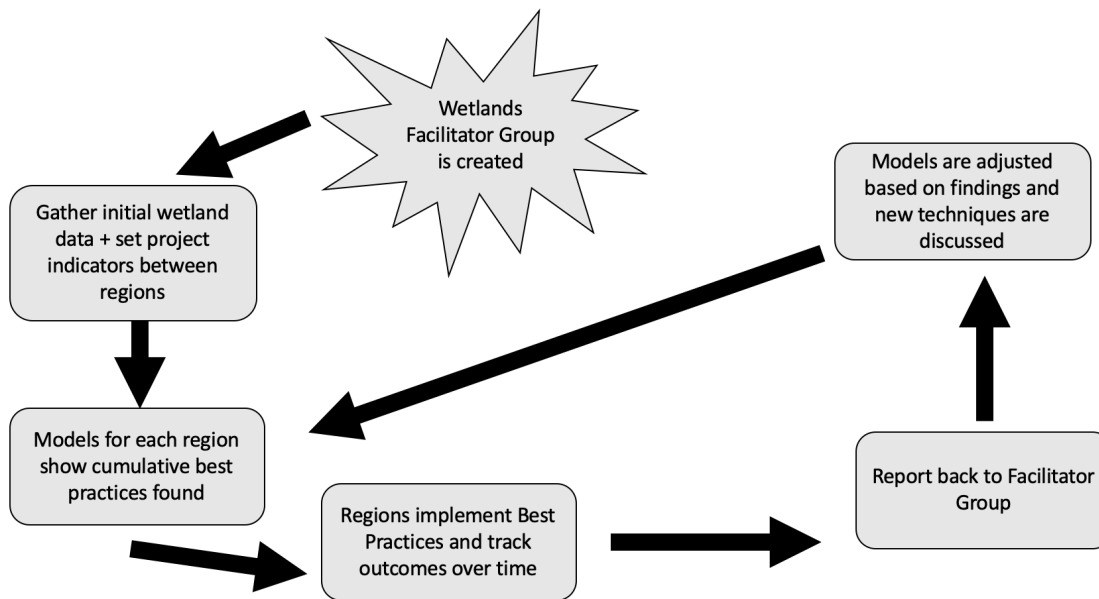 Wetlands
Facilitator Group
is created
Gather initial wetland
data + set project
indicators between
regions
Models for each region
show cumulative best
practices found
Regions implement Best
Practices and track
outcomes over time
Report back to Facilitator
Group
Models are adjusted
based on findings and
new techniques are
discussed